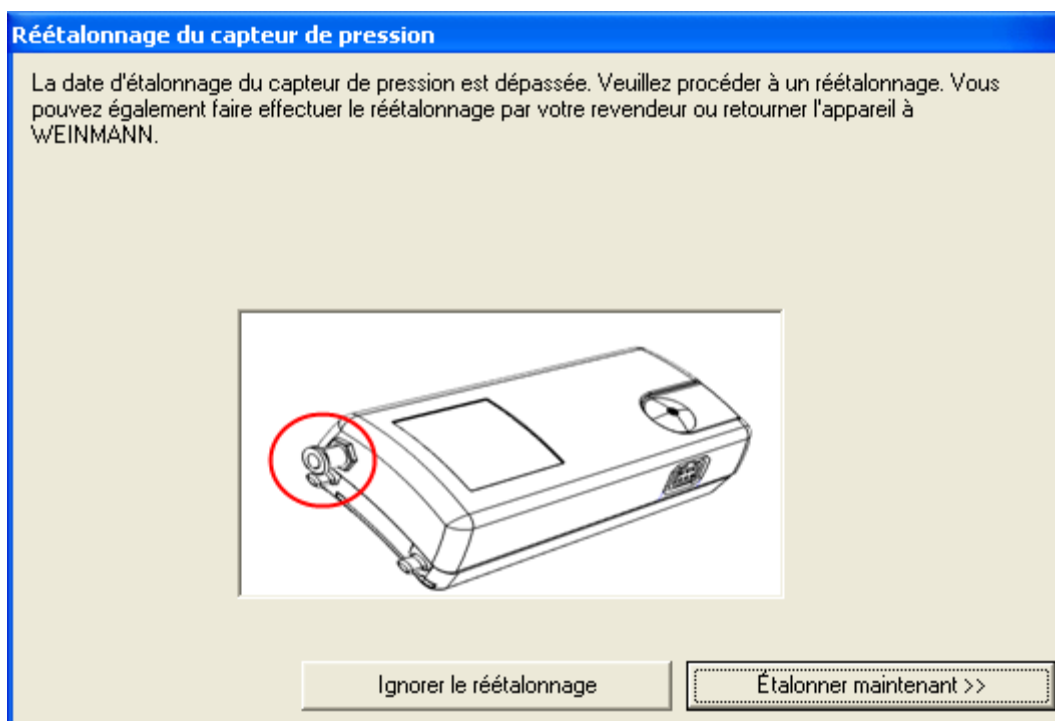 Réétalonnage du capteur de pression
La date d'étalonnage du capteur de pression est dépassée. Veuillez procéder à un réétalonnage. Vous
pouvez également faire effectuer le réétalonnage par votre revendeur ou retourner l'appareil à
WEINMANN.
Ignorer le réétalonnage
Étalonner maintenant >>